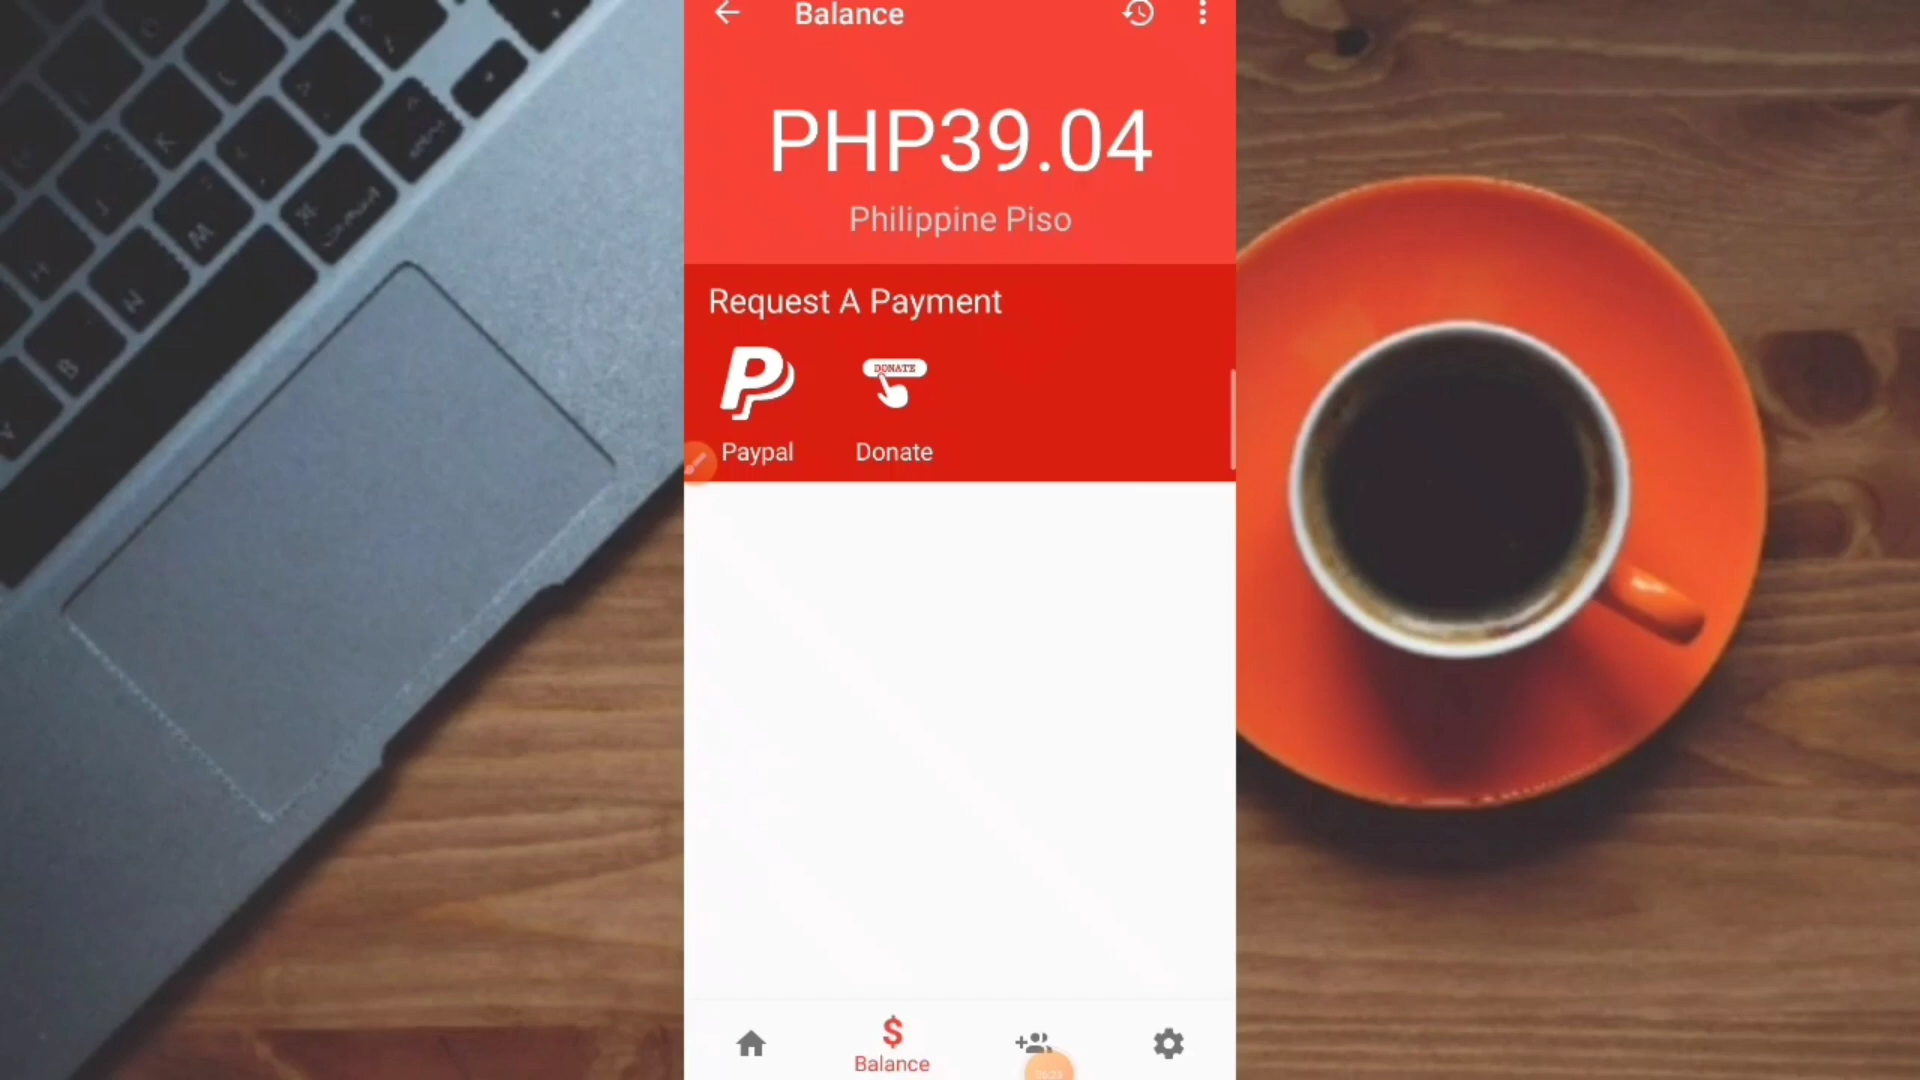 Balance
PHP39.04
Philippine Piso
Request A Payment
DONATE
Paypal
Donate
$
Balance